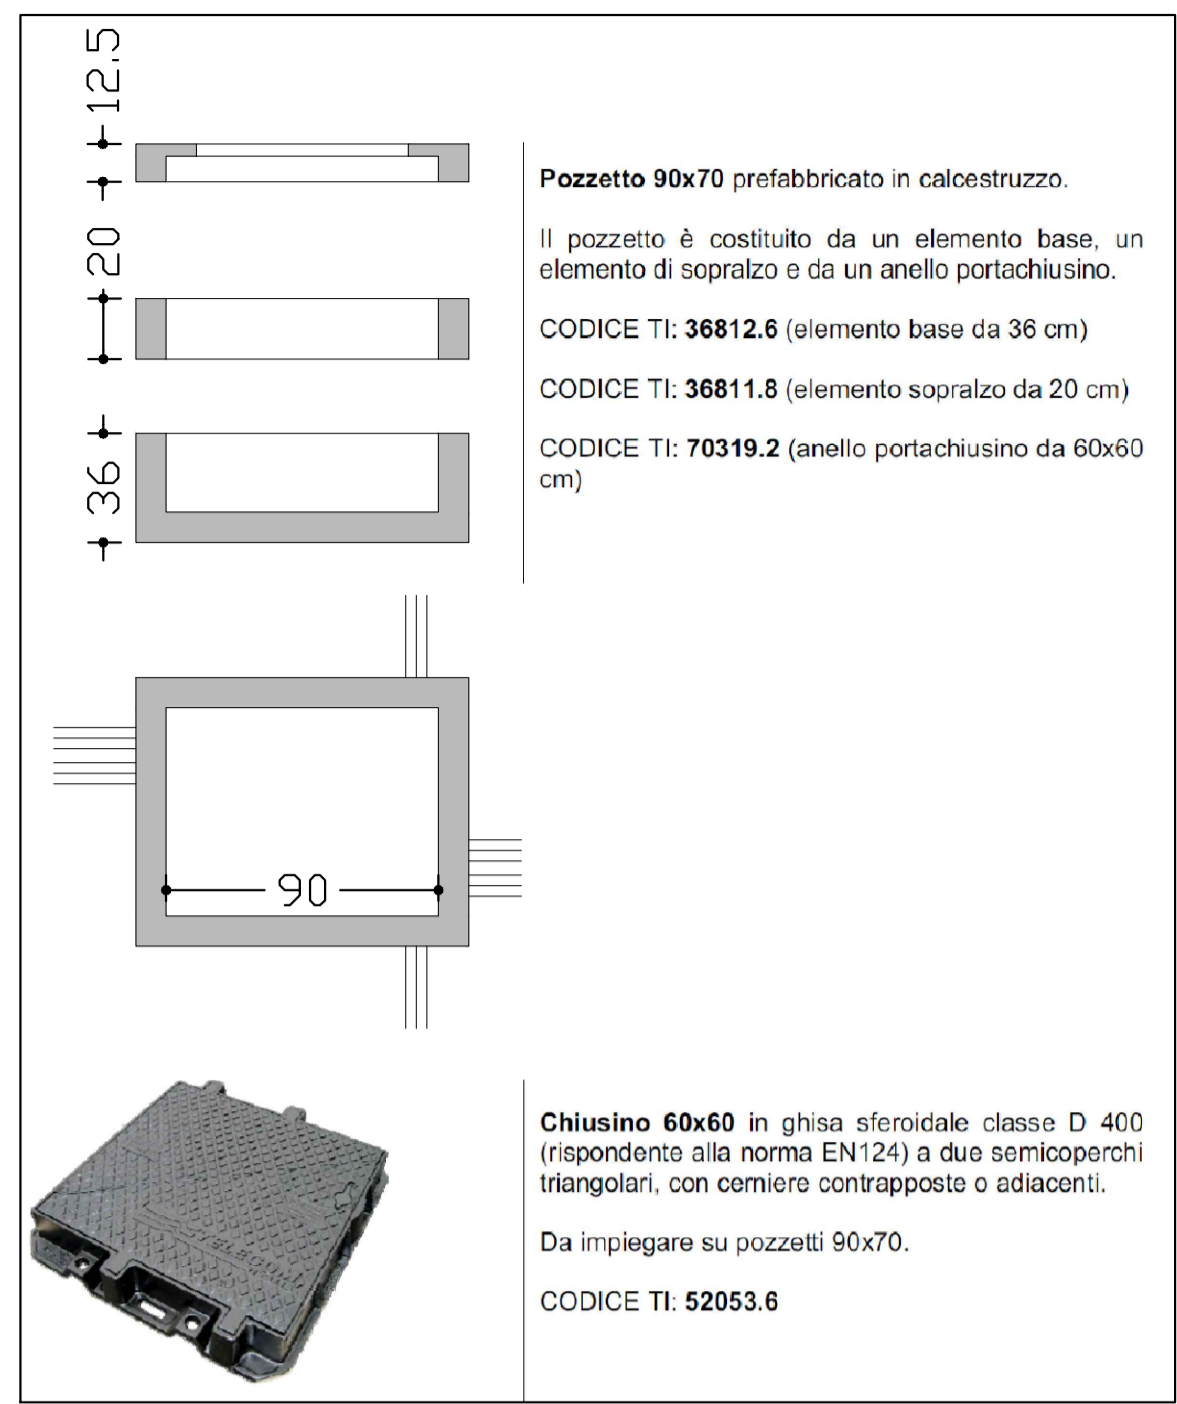 12.5
Pozzetto 90x70 prefabbricato in calcestruzzo.
20
Il pozzetto è costituito da un elemento base, un
elemento di sopralzo e da un anello portachiusino.
CODICE TI: 36812.6 (elemento base da 36 cm)
CODICE TI: 36811.8 (elemento sopralzo da 20 cm)
36
CODICE TI: 70319.2 (anello portachiusino da 60x60
cm)
90
Chiusino 60x60 in ghisa sferoidale classe D 400
(rispondente alla norma EN124) a due semicoperchi
triangolari, con cerniere contrapposte o adiacenti.
TELECOM
Da impiegare su pozzetti 90x70.
CODICE TI: 52053.6